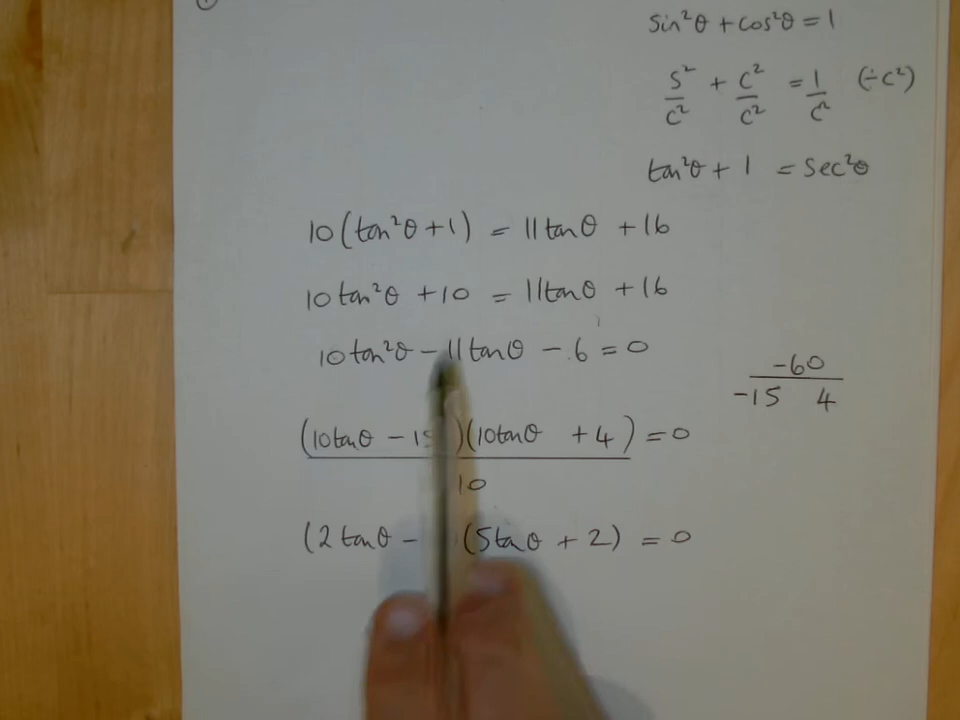 sin²θ + cos²θ = 1
s²/c² + c²/c² = 1/c² (÷c²)
tan²θ + 1 = sec²θ
10(tan²θ + 1) = 11tanθ + 16
10tan²θ + 10 = 11tanθ + 16
10tan²θ - 11tanθ - 6 = 0
-60
-15 4
(10tanθ - 15)(10tanθ + 4) = 0
10
(2tanθ - (5tanθ + 2) = 0